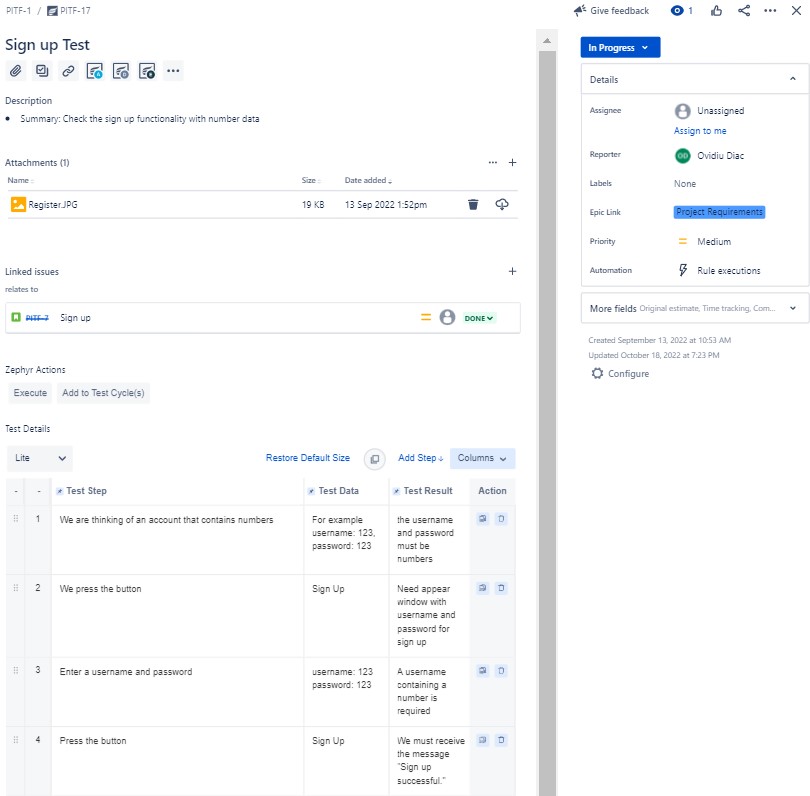 PITF-1 / PITF-17
Give feedback 1
Sign up Test
In Progress
Description
Summary: Check the sign up functionality with number data
Attachments (1)
Name Size Date added
Register.JPG 19 KB 13 Sep 2022 1:52pm
Linked issues
relates to
PITF-7 Sign up DONE
Zephyr Actions
Execute Add to Test Cycle(s)
Test Details
Lite Restore Default Size Add Step Columns
- - Test Step Test Data Test Result Action
1 We are thinking of an account that contains numbers
For example
username: 123,
password: 123
the username
and password
must be
numbers
2 We press the button
Sign Up
Need appear
window with
username and
password for
sign up
3 Enter a username and password
username: 123
password: 123
A username
containing a
number is
required
4 Press the button
Sign Up
We must receive
the message
"Sign up
successful."
Details
Assignee Unassigned
Assign to me
Reporter OD Ovidiu Diac
Labels None
Epic Link Project Requirements
Priority Medium
Automation Rule executions
More fields Original estimate, Time tracking, Com...
Created September 13, 2022 at 10:53 AM
Updated October 18, 2022 at 7:23 PM
Configure